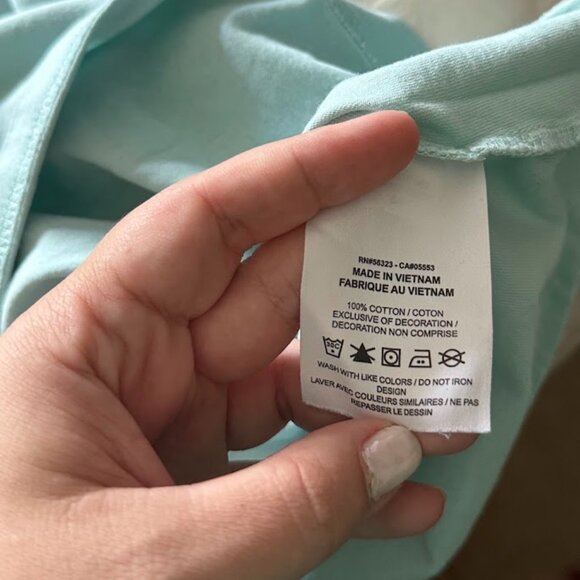 RN#56323 - CA#05553
MADE IN VIETNAM
FABRIQUE AU VIETNAM
100% COTTON / COTON
EXCLUSIVE OF DECORATION /
DECORATION NON COMPRISE
30C
WASH WITH LIKE COLORS / DO NOT IRON
DESIGN
LAVER AVEC COULEURS SIMILAIRES / NE PAS
REPASSER LE DESSIN